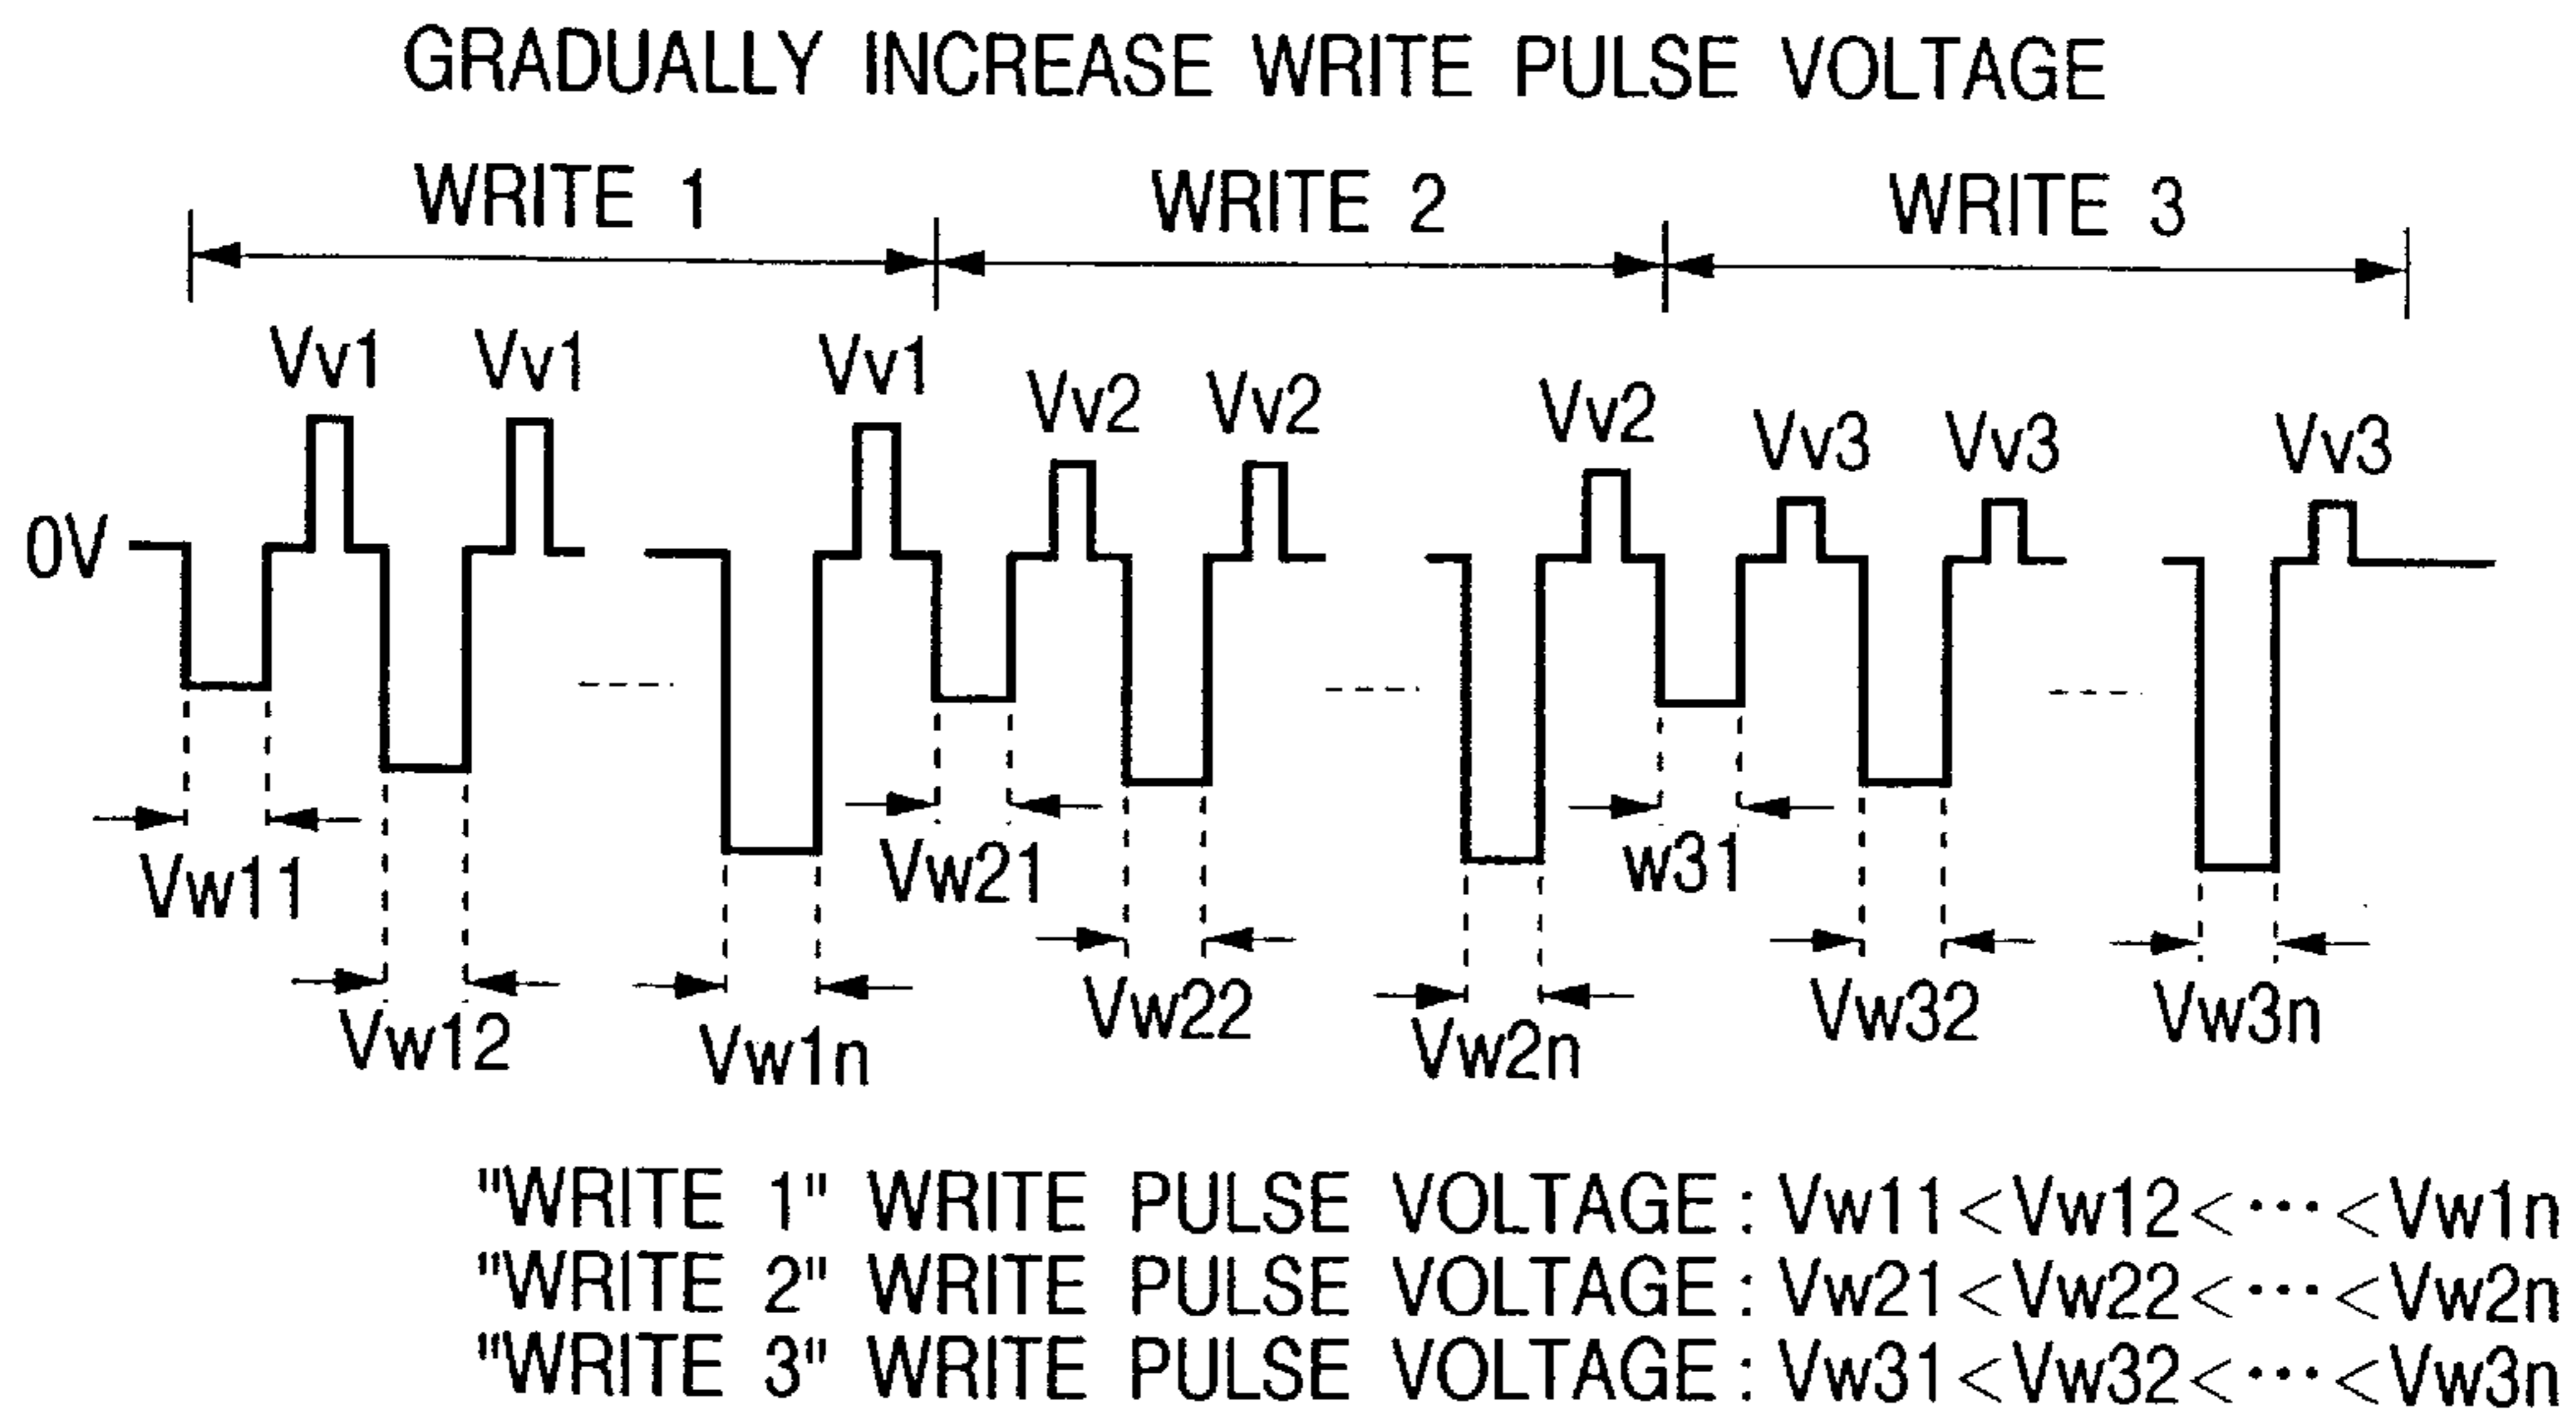 GRADUALLY INCREASE WRITE PULSE VOLTAGE
WRITE 1 WRITE 2 WRITE 3
Vv1 Vv1 Vv1 Vv2 Vv2 Vv2 Vv3 Vv3 Vv3
0V
Vw11 Vw21 w31
Vw12 Vw1n Vw22 Vw2n Vw32 Vw3n
"WRITE 1" WRITE PULSE VOLTAGE : Vw11<Vw12<···<Vw1n
"WRITE 2" WRITE PULSE VOLTAGE : Vw21<Vw22<···<Vw2n
"WRITE 3" WRITE PULSE VOLTAGE : Vw31<Vw32<···<Vw3n